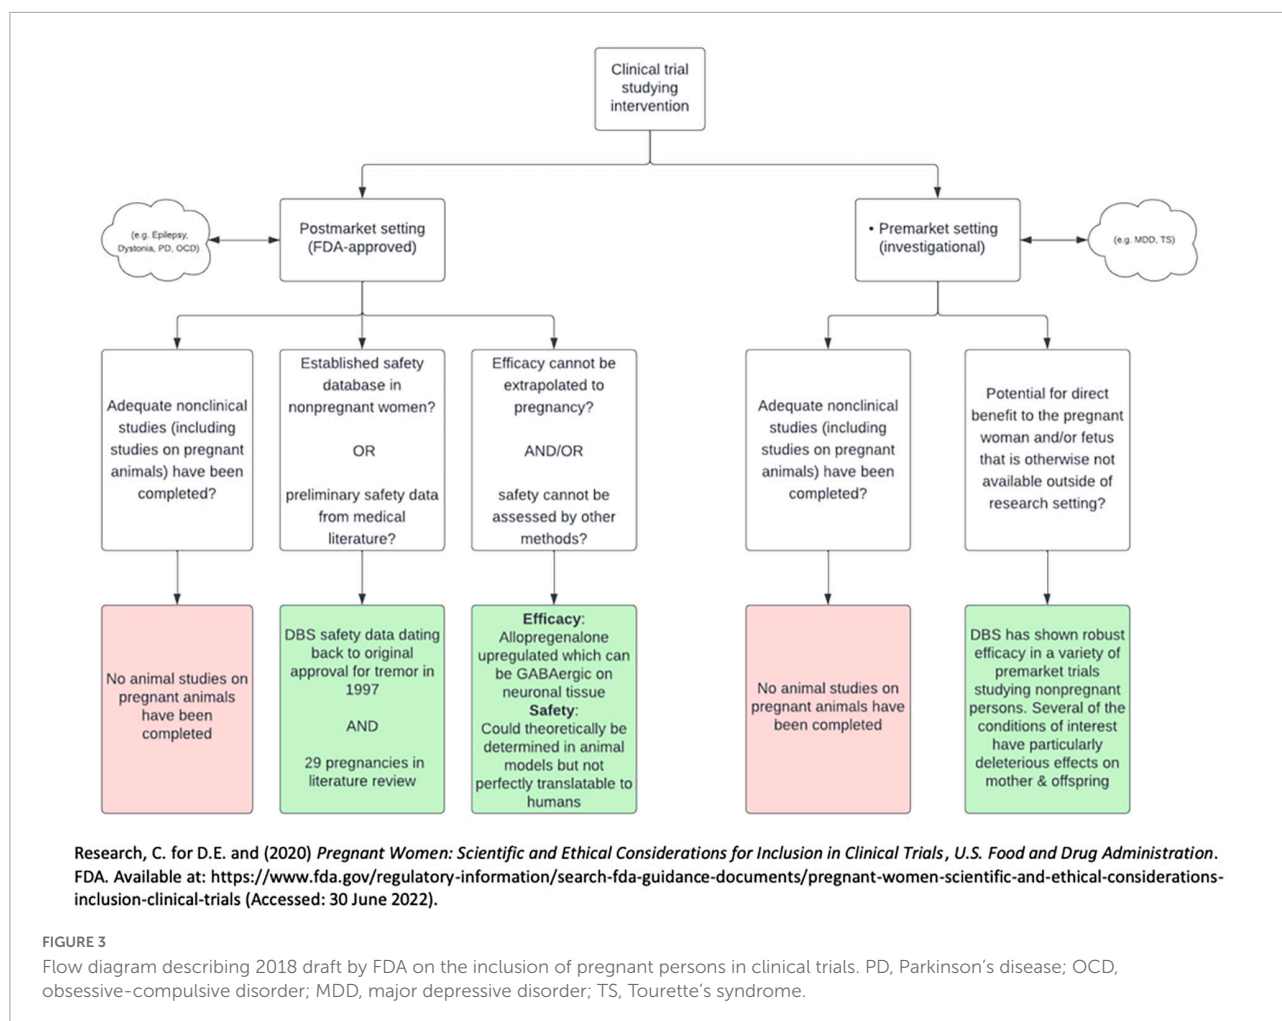 Clinical trial
studying
intervention
(e.g. Epilepsy,
Dystonia, PD, OCD)
Postmarket setting
(FDA-approved)
• Premarket setting
(investigational)
(e.g. MDD, TS)
Adequate nonclinical
studies (including
studies on pregnant
animals) have been
completed?
Established safety
database in
nonpregnant women?
OR
preliminary safety data
from medical
literature?
Efficacy cannot be
extrapolated to
pregnancy?
AND/OR
safety cannot be
assessed by other
methods?
Adequate nonclinical
studies (including
studies on pregnant
animals) have been
completed?
Potential for direct
benefit to the pregnant
woman and/or fetus
that is otherwise not
available outside of
research setting?
No animal studies on
pregnant animals
have been
completed
DBS safety data dating
back to original
approval for tremor in
1997
AND
29 pregnancies in
literature review
Efficacy:
Allopregenalone
upregulated which can
be GABAergic on
neuronal tissue
Safety:
Could theoretically be
determined in animal
models but not
perfectly translatable to
humans
No animal studies on
pregnant animals have
been completed
DBS has shown robust
efficacy in a variety of
premarket trials
studying nonpregnant
persons. Several of the
conditions of interest
have particularly
deleterious effects on
mother & offspring
Research, C. for D.E. and (2020) Pregnant Women: Scientific and Ethical Considerations for Inclusion in Clinical Trials, U.S. Food and Drug Administration.
FDA. Available at: https://www.fda.gov/regulatory-information/search-fda-guidance-documents/pregnant-women-scientific-and-ethical-considerations-
inclusion-clinical-trials (Accessed: 30 June 2022).
FIGURE 3
Flow diagram describing 2018 draft by FDA on the inclusion of pregnant persons in clinical trials. PD, Parkinson's disease; OCD,
obsessive-compulsive disorder; MDD, major depressive disorder; TS, Tourette's syndrome.